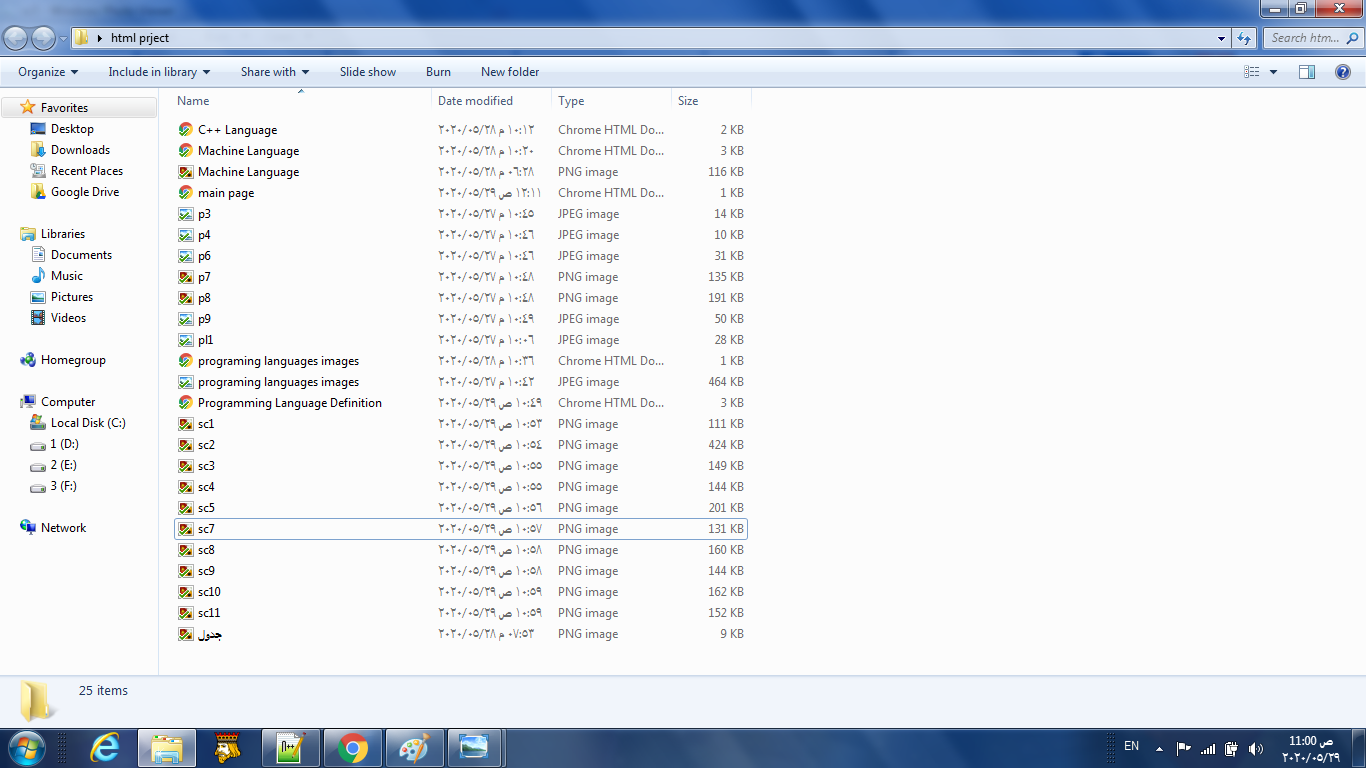 html prject
Search htm...
Organize Include in library Share with Slide show Burn New folder
Favorites
Desktop
Downloads
Recent Places
Google Drive
Libraries
Documents
Music
Pictures
Videos
Homegroup
Computer
Local Disk (C:)
1 (D:)
2 (E:)
3 (F:)
Network
Name Date modified Type Size
C++ Language ٢٠٢٠/٠٥/٢٨ م ١٠:١٢ Chrome HTML Do... 2 KB
Machine Language ٢٠٢٠/٠٥/٢٨ م ١٠:٢٠ Chrome HTML Do... 3 KB
Machine Language ٢٠٢٠/٠٥/٢٨ م ٠٦:٢٨ PNG image 116 KB
main page ٢٠٢٠/٠٥/٢٩ ص ١٢:١١ Chrome HTML Do... 1 KB
p3 ٢٠٢٠/٠٥/٢٧ م ١٠:٤٥ JPEG image 14 KB
p4 ٢٠٢٠/٠٥/٢٧ م ١٠:٤٦ JPEG image 10 KB
p6 ٢٠٢٠/٠٥/٢٧ م ١٠:٤٦ JPEG image 31 KB
p7 ٢٠٢٠/٠٥/٢٧ م ١٠:٤٨ PNG image 135 KB
p8 ٢٠٢٠/٠٥/٢٧ م ١٠:٤٨ PNG image 191 KB
p9 ٢٠٢٠/٠٥/٢٧ م ١٠:٤٩ JPEG image 50 KB
pl1 ٢٠٢٠/٠٥/٢٧ م ١٠:٠٦ JPEG image 28 KB
programing languages images ٢٠٢٠/٠٥/٢٨ م ١٠:٣٦ Chrome HTML Do... 1 KB
programing languages images ٢٠٢٠/٠٥/٢٧ م ١٠:٤٢ JPEG image 464 KB
Programming Language Definition ٢٠٢٠/٠٥/٢٩ ص ١٠:٤٩ Chrome HTML Do... 3 KB
sc1 ٢٠٢٠/٠٥/٢٩ ص ١٠:٥٣ PNG image 111 KB
sc2 ٢٠٢٠/٠٥/٢٩ ص ١٠:٥٤ PNG image 424 KB
sc3 ٢٠٢٠/٠٥/٢٩ ص ١٠:٥٥ PNG image 149 KB
sc4 ٢٠٢٠/٠٥/٢٩ ص ١٠:٥٥ PNG image 144 KB
sc5 ٢٠٢٠/٠٥/٢٩ ص ١٠:٥٦ PNG image 201 KB
sc7 ٢٠٢٠/٠٥/٢٩ ص ١٠:٥٧ PNG image 131 KB
sc8 ٢٠٢٠/٠٥/٢٩ ص ١٠:٥٨ PNG image 160 KB
sc9 ٢٠٢٠/٠٥/٢٩ ص ١٠:٥٨ PNG image 144 KB
sc10 ٢٠٢٠/٠٥/٢٩ ص ١٠:٥٩ PNG image 162 KB
sc11 ٢٠٢٠/٠٥/٢٩ ص ١٠:٥٩ PNG image 152 KB
جدول ٢٠٢٠/٠٥/٢٨ م ٠٧:٥٣ PNG image 9 KB
25 items
EN
11:00 ص
٢٠٢٠/٠٥/٢٩